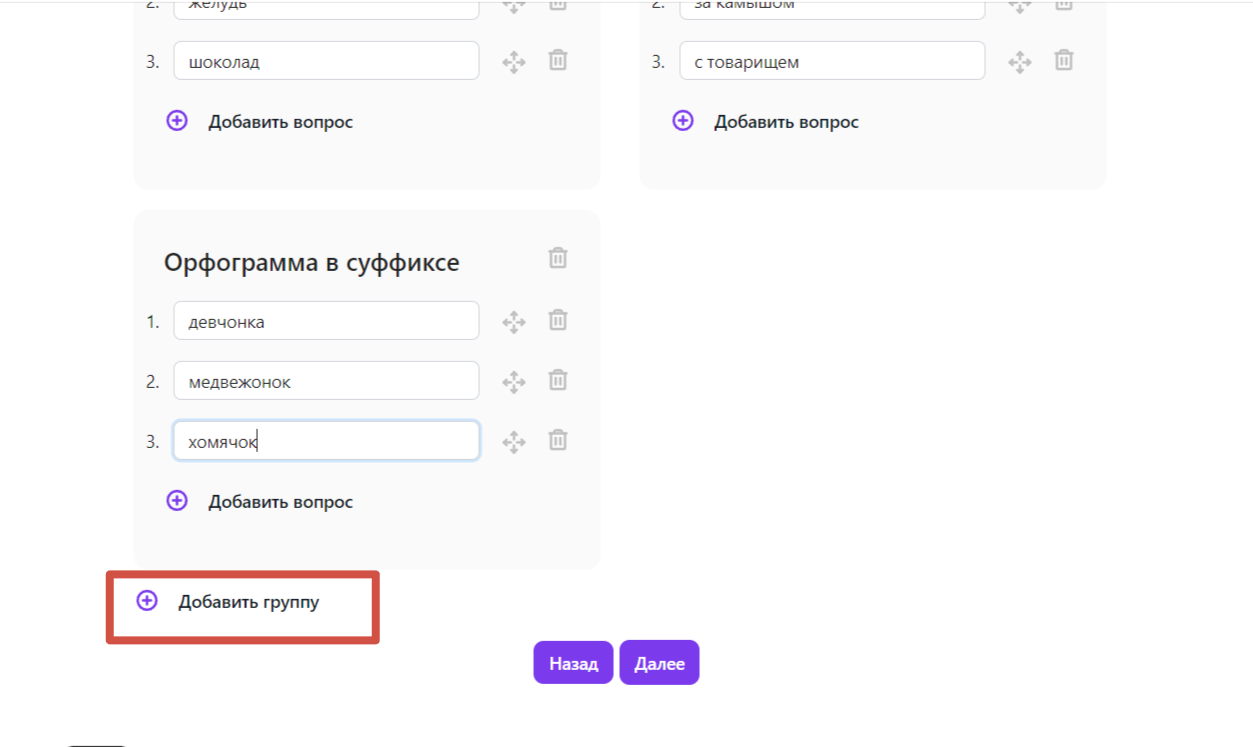 2. желудь
3. шоколад
Добавить вопрос
2. за камышом
3. с товарищем
Добавить вопрос
Орфограмма в суффиксе
1. девчонка
2. медвежонок
3. хомячок
Добавить вопрос
Добавить группу
Назад Далее